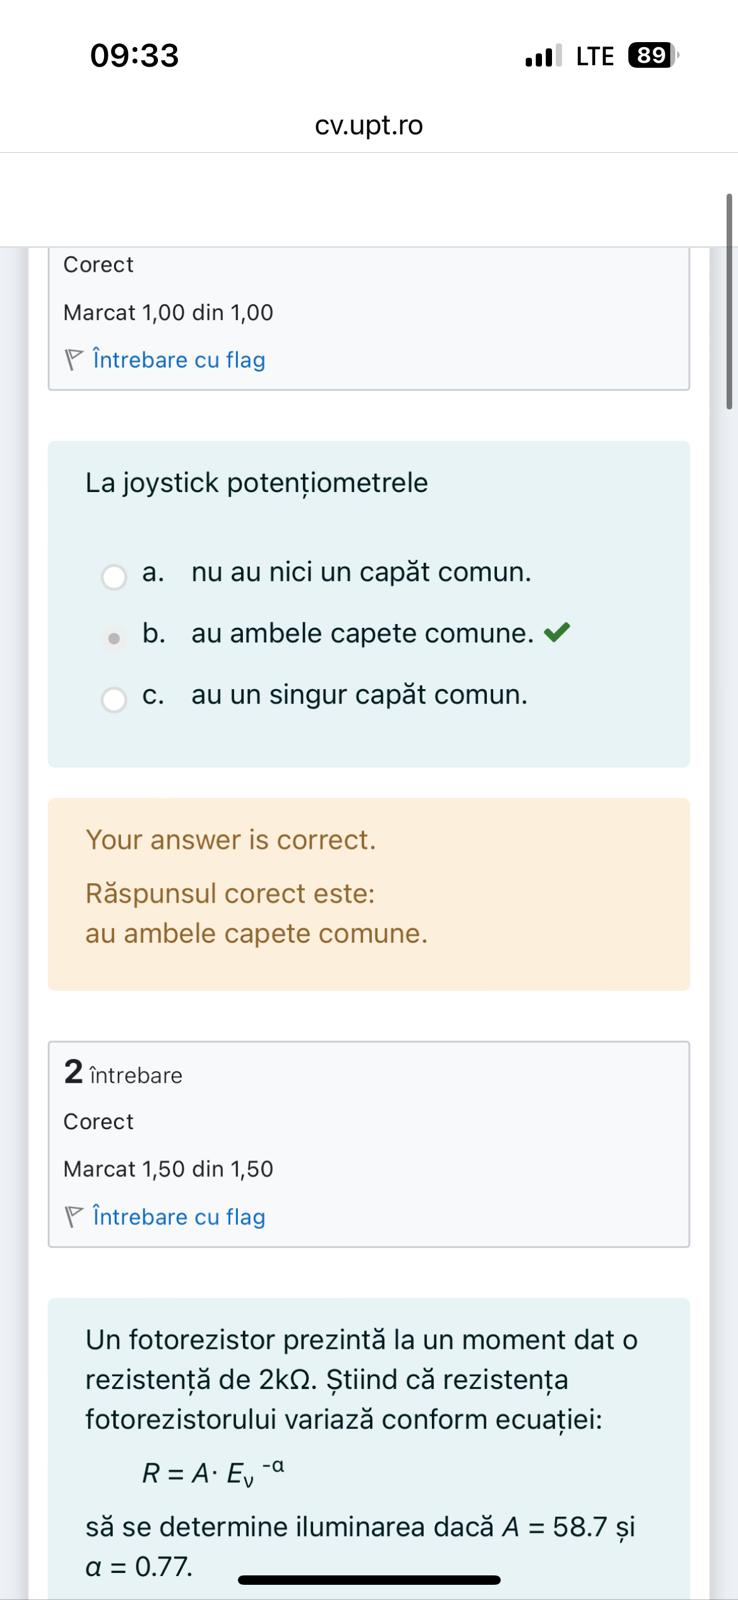 09:33
LTE 89
cv.upt.ro
Corect
Marcat 1,00 din 1,00
Întrebare cu flag
La joystick potențiometrele
a. nu au nici un capăt comun.
b. au ambele capete comune.
c. au un singur capăt comun.
Your answer is correct.
Răspunsul corect este:
au ambele capete comune.
2 întrebare
Corect
Marcat 1,50 din 1,50
Întrebare cu flag
Un fotorezistor prezintă la un moment dat o
rezistență de 2kΩ. Știind că rezistența
fotorezistorului variază conform ecuației:
R = A· Eᵥ ⁻ᵅ
să se determine iluminarea dacă A = 58.7 și
α = 0.77.